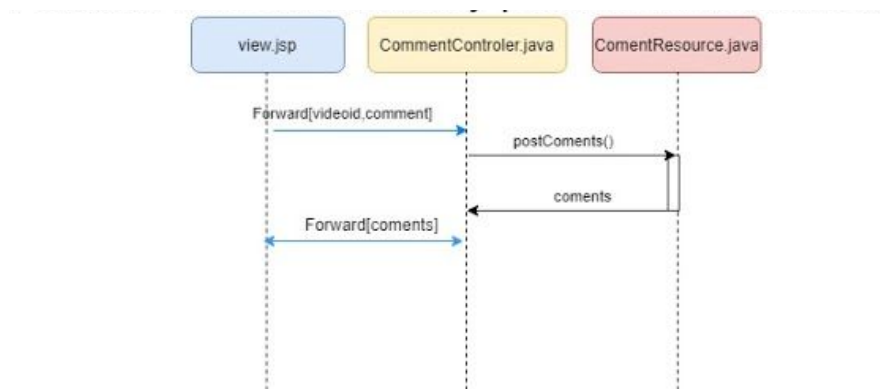 view.jsp
CommentControler.java
ComentResource.java
Forward[videoid,comment]
postComents()
coments
Forward[coments]